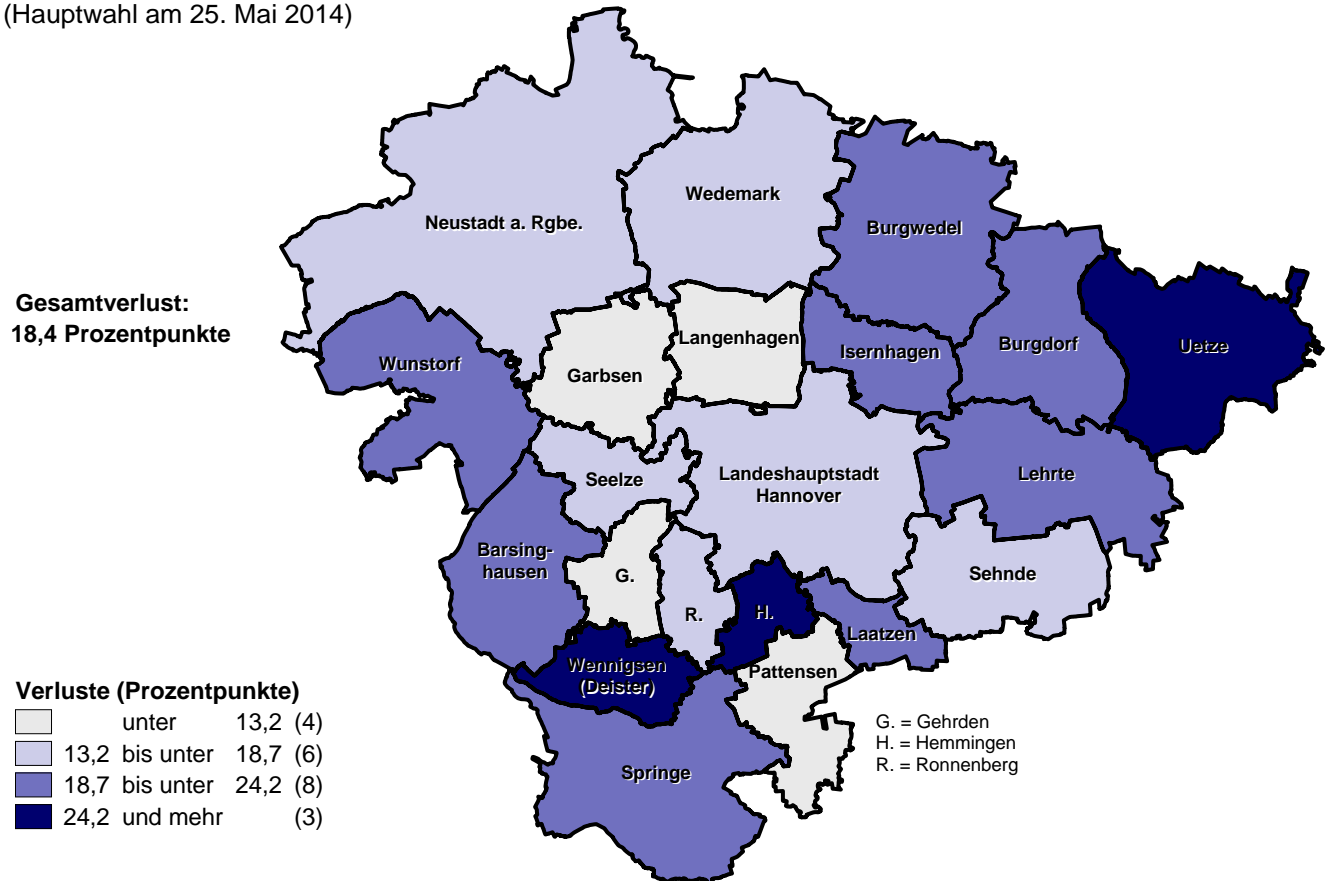 (Hauptwahl am 25. Mai 2014)
Wedemark
Neustadt a. Rgbe.
Burgwedel
Gesamtverlust:
18,4 Prozentpunkte
Langenhagen
Isernhagen
Burgdorf
Uetze
Wunstorf
Garbsen
Seelze
Landeshauptstadt
Hannover
Lehrte
Barsing-
hausen
G.
Sehnde
R.
H.
Laatzen
Wennigsen
(Deister)
Pattensen
Springe
Verluste (Prozentpunkte)
unter 13,2 (4)
13,2 bis unter 18,7 (6)
18,7 bis unter 24,2 (8)
24,2 und mehr (3)
G. = Gehrden
H. = Hemmingen
R. = Ronnenberg